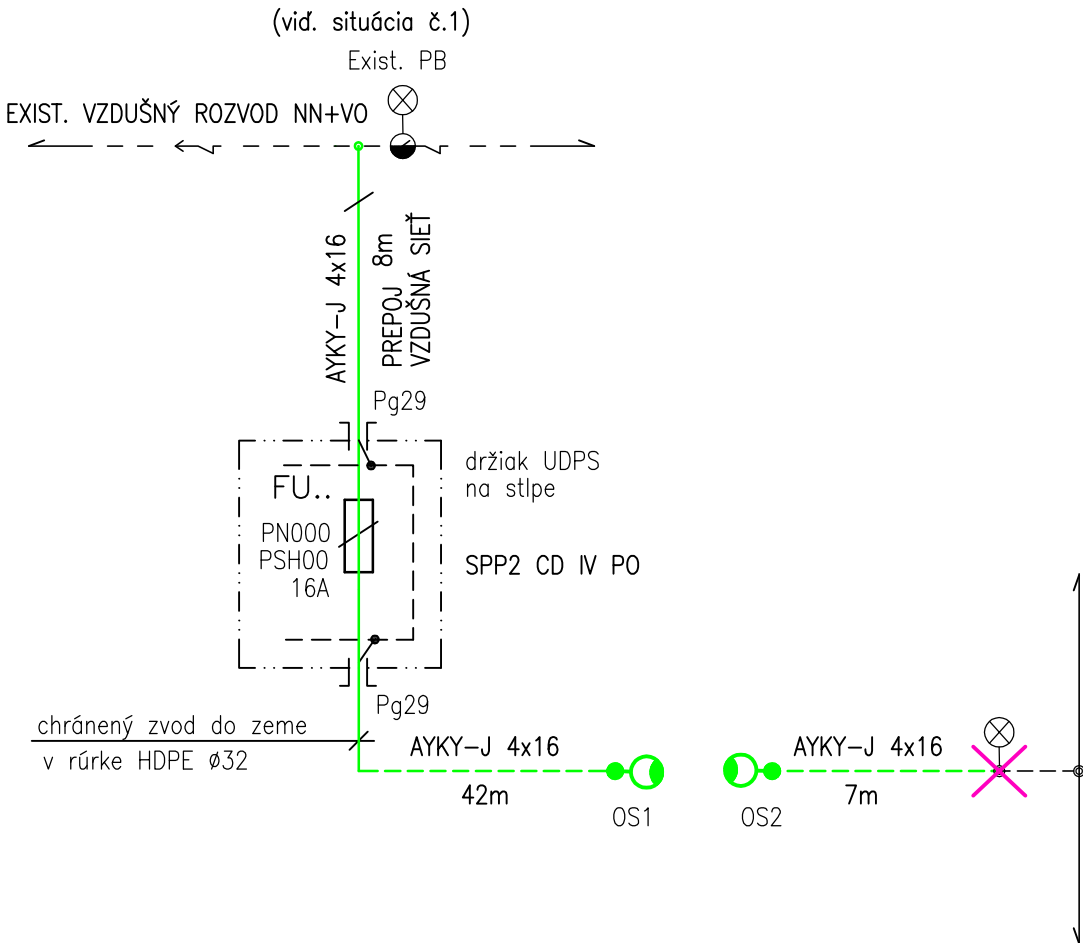 (viď. situácia č.1)
Exist. PB
EXIST. VZDUŠNÝ ROZVOD NN+VO
AYKY-J 4x16
PREPOJ 8m
VZDUŠNÁ SIEŤ
Pg29
držiak UDPS
na stĺpe
FU..
PN000
PSH00
16A
SPP2 CD IV PO
Pg29
chránený zvod do zeme
v rúrke HDPE ø32
AYKY-J 4x16
42m
OS1
OS2
AYKY-J 4x16
7m